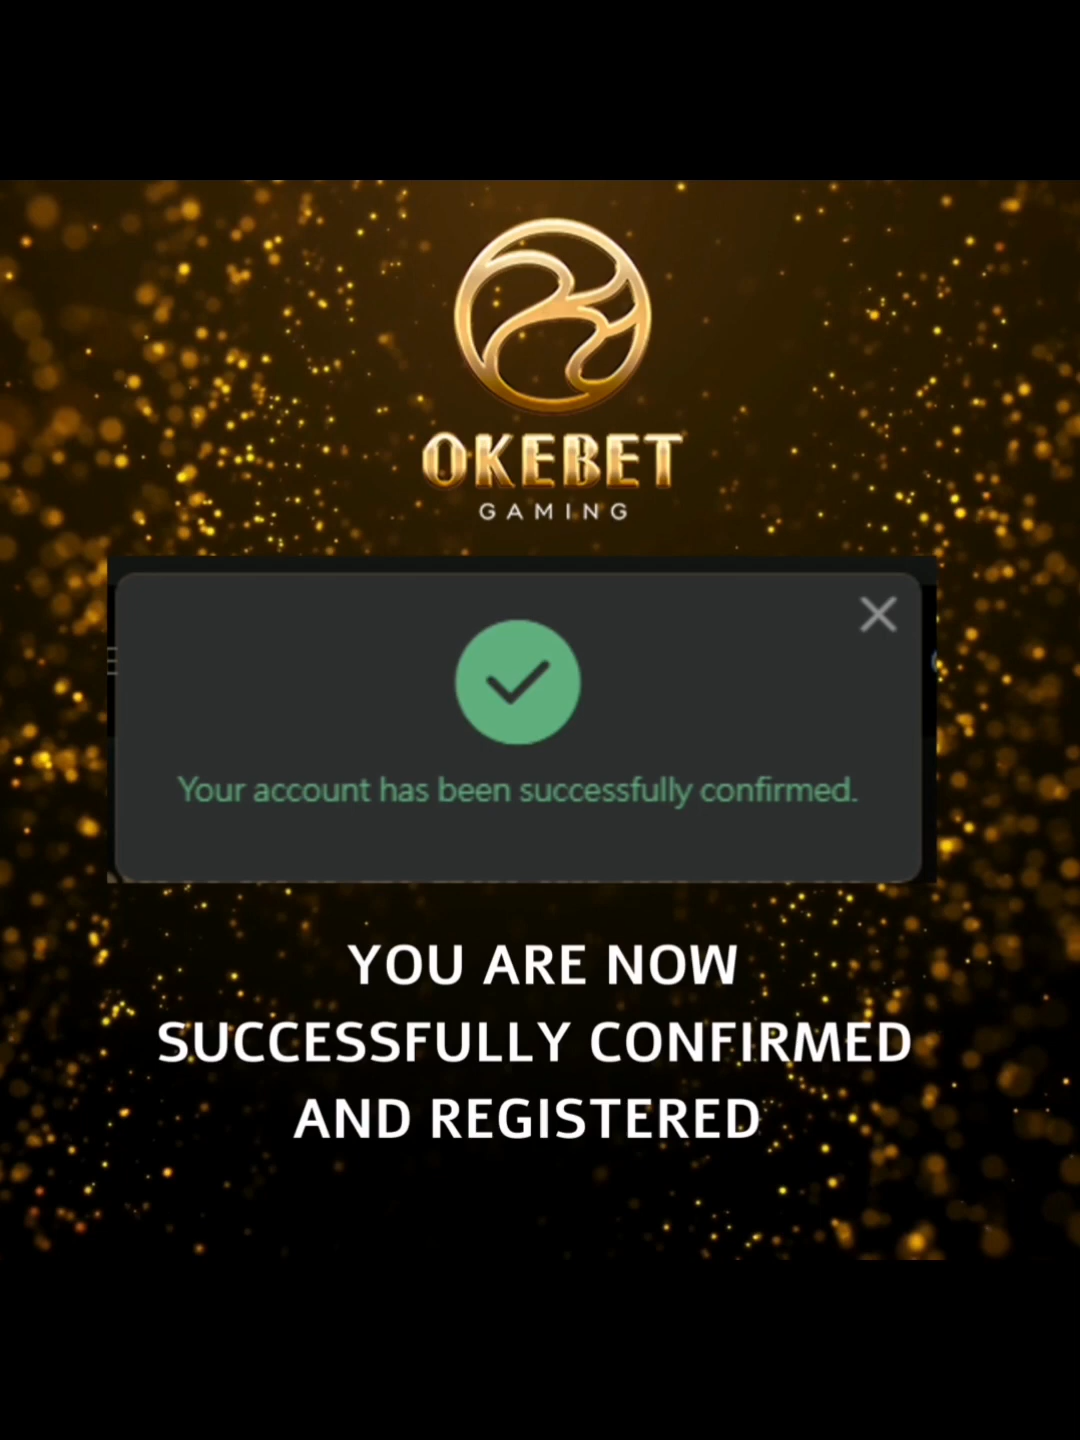 OKEBET
GAMING
Your account has been successfully confirmed.
YOU ARE NOW
SUCCESSFULLY CONFIRMED
AND REGISTERED